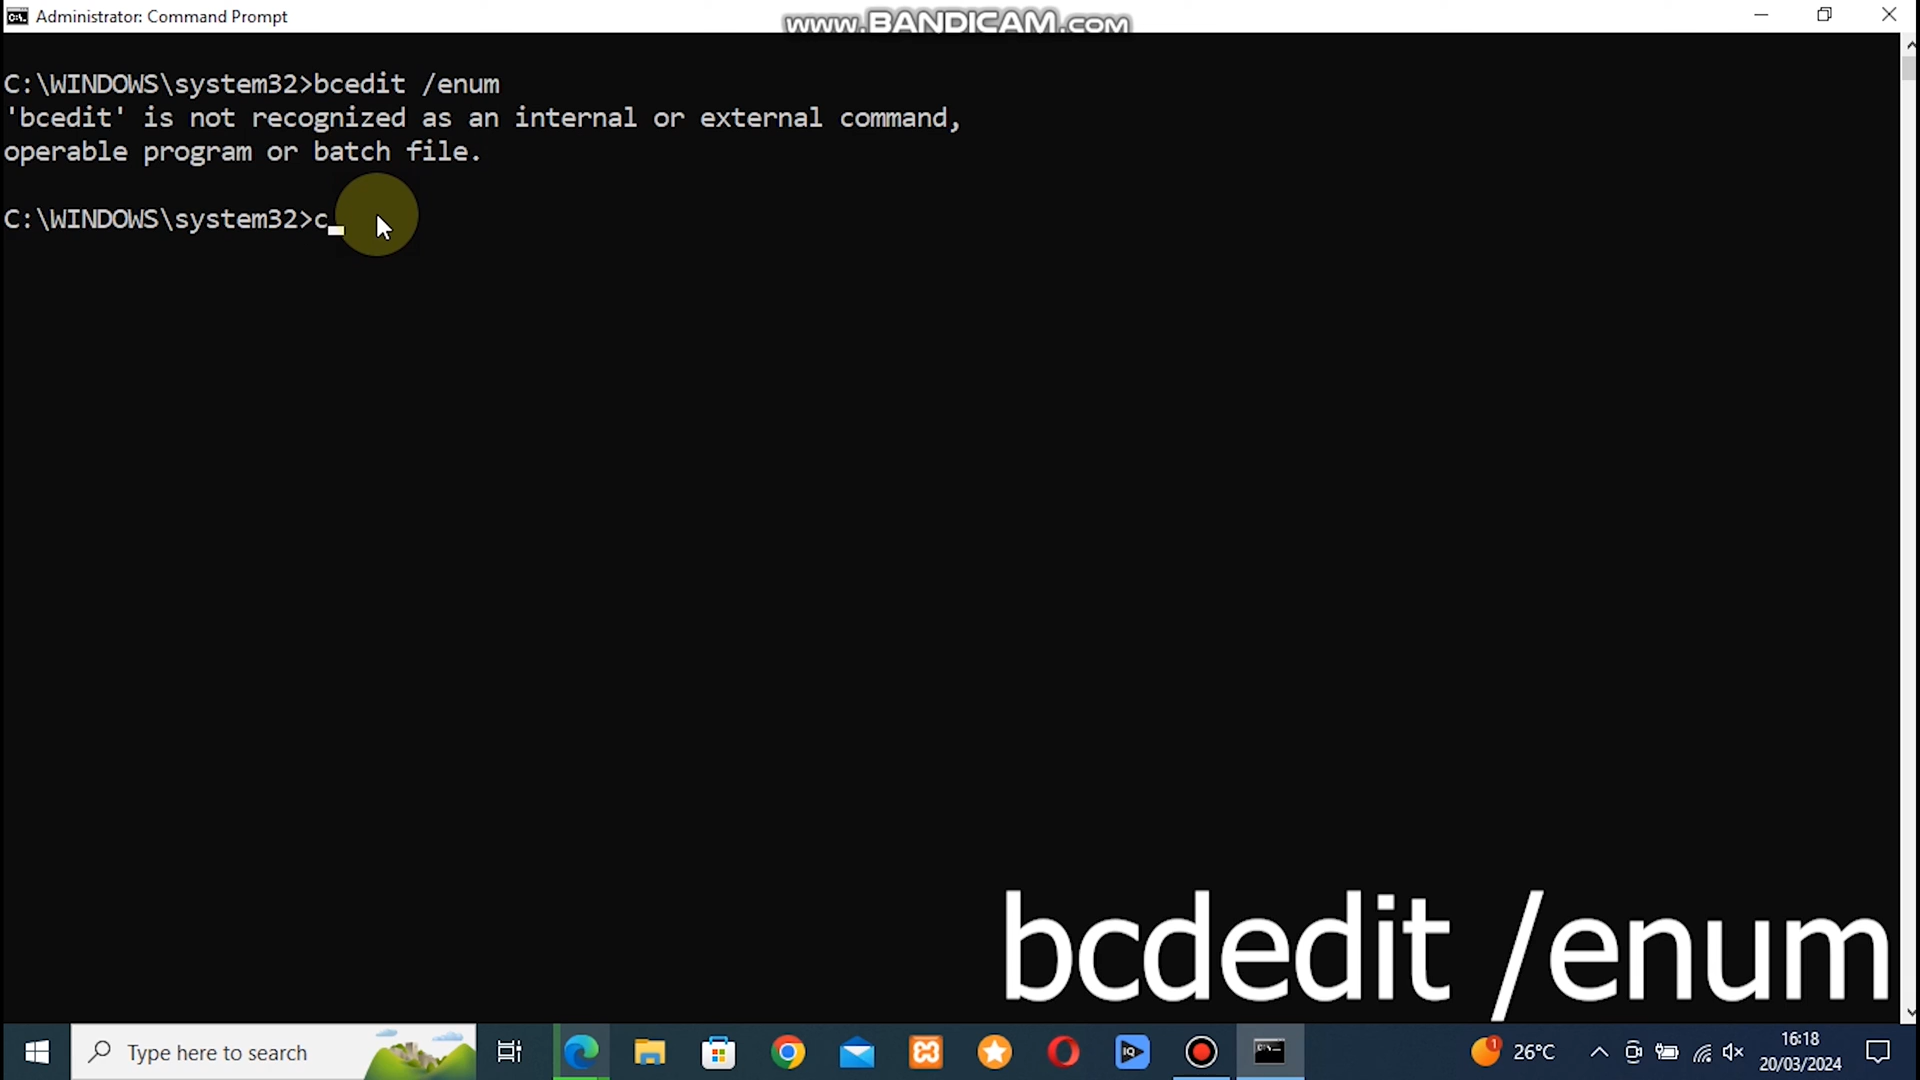 Administrator: Command Prompt
www.BANDICAM.com
C:\WINDOWS\system32>bcedit /enum
'bcedit' is not recognized as an internal or external command,
operable program or batch file.
C:\WINDOWS\system32>c
bcdedit /enum
Type here to search
1
26°C
16:18
20/03/2024